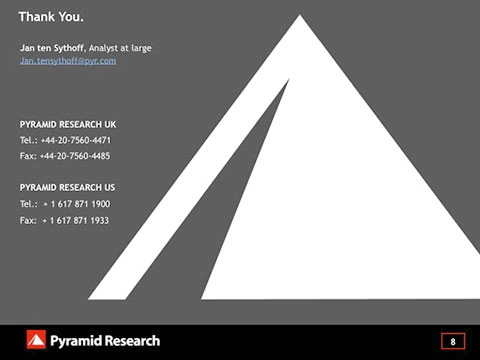 Thank You.
Jan ten Sythoff, Analyst at large
Jan.tensythoff@pyr.com
PYRAMID RESEARCH UK
Tel.: +44-20-7560-4471
Fax: +44-20-7560-4485
PYRAMID RESEARCH US
Tel.: + 1 617 871 1900
Fax: + 1 617 871 1933
Pyramid Research
8